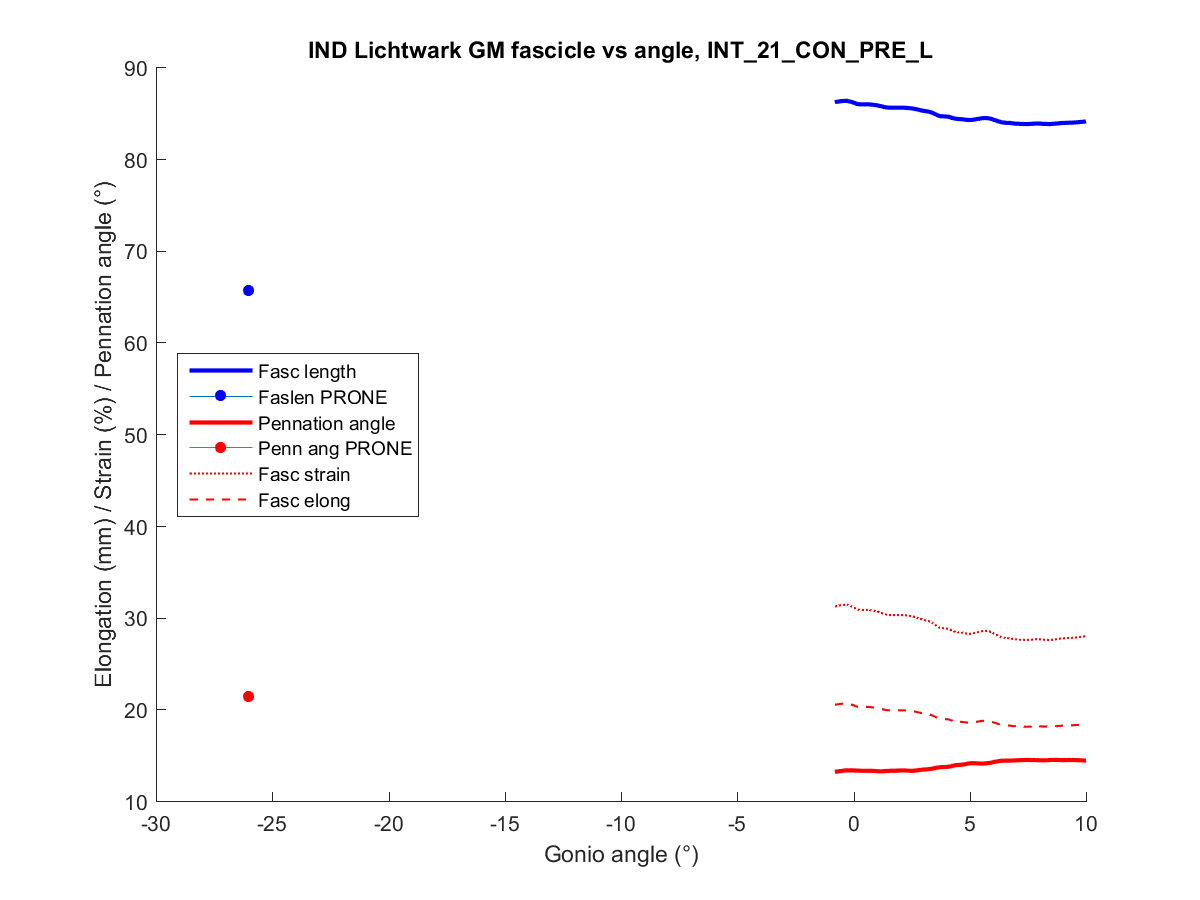 IND Lichtwark GM fascicle vs angle, INT_21_CON_PRE_L
Elongation (mm) / Strain (%) / Pennation angle (°)
90
80
70
60
50
40
30
20
10
Fasc length
Faslen PRONE
Pennation angle
Penn ang PRONE
Fasc strain
Fasc elong
-30 -25 -20 -15 -10 -5 0 5 10
Gonio angle (°)